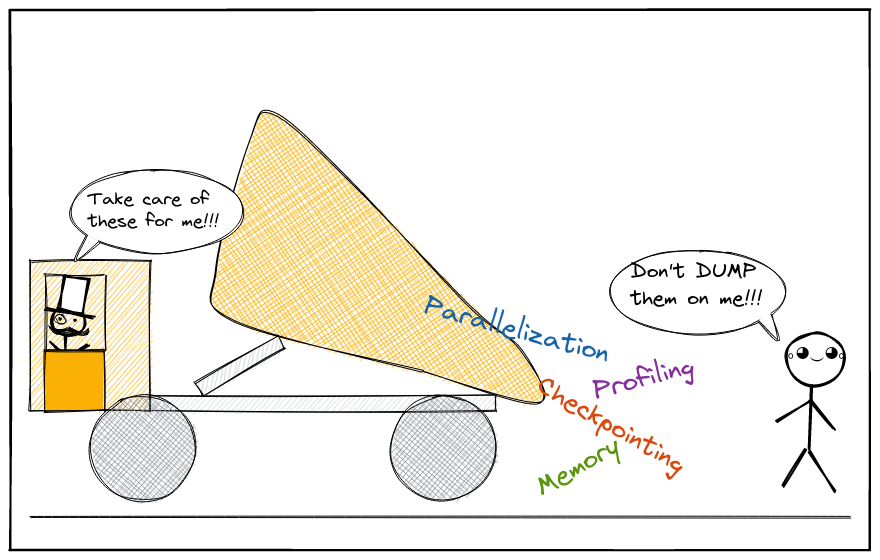 Take care of
these for me!!!
Don't DUMP
them on me!!!
Parallelization
Profiling
Checkpointing
Memory